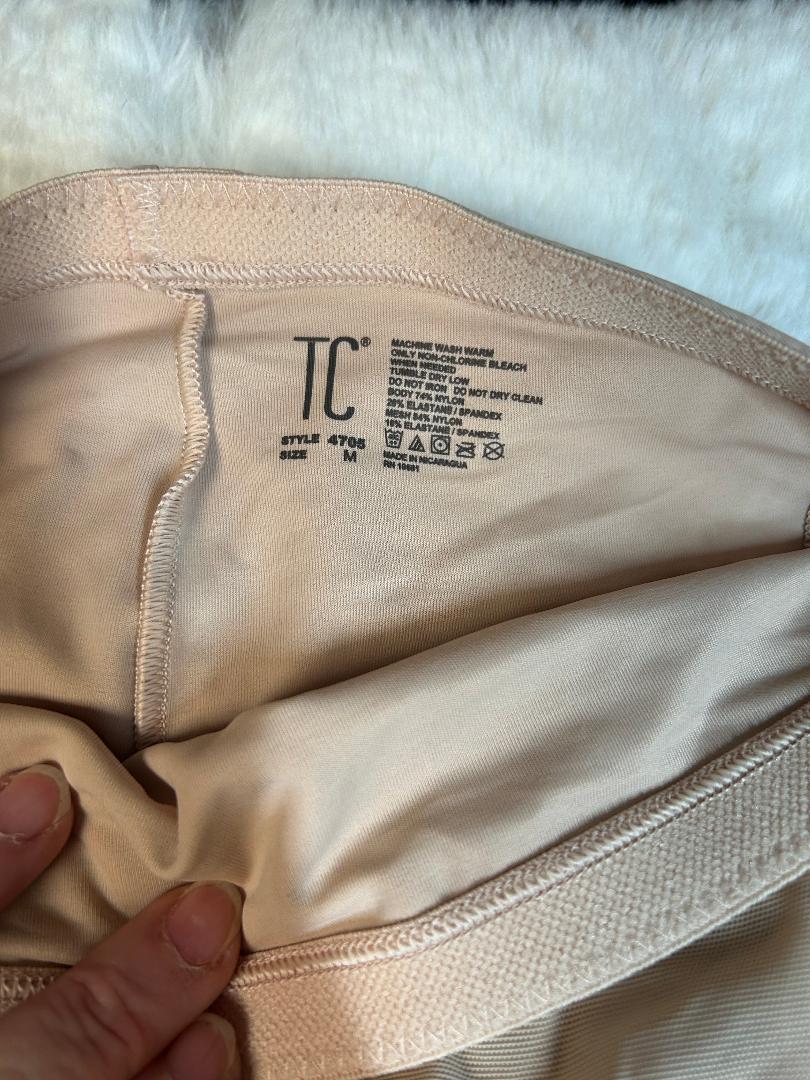 TC®
STYLE 4705
SIZE M
MACHINE WASH WARM
ONLY NON-CHLORINE BLEACH
WHEN NEEDED
TUMBLE DRY LOW
DO NOT IRON DO NOT DRY CLEAN
BODY 74% NYLON
26% ELASTANE / SPANDEX
MESH 84% NYLON
16% ELASTANE / SPANDEX
MADE IN NICARAGUA
RN